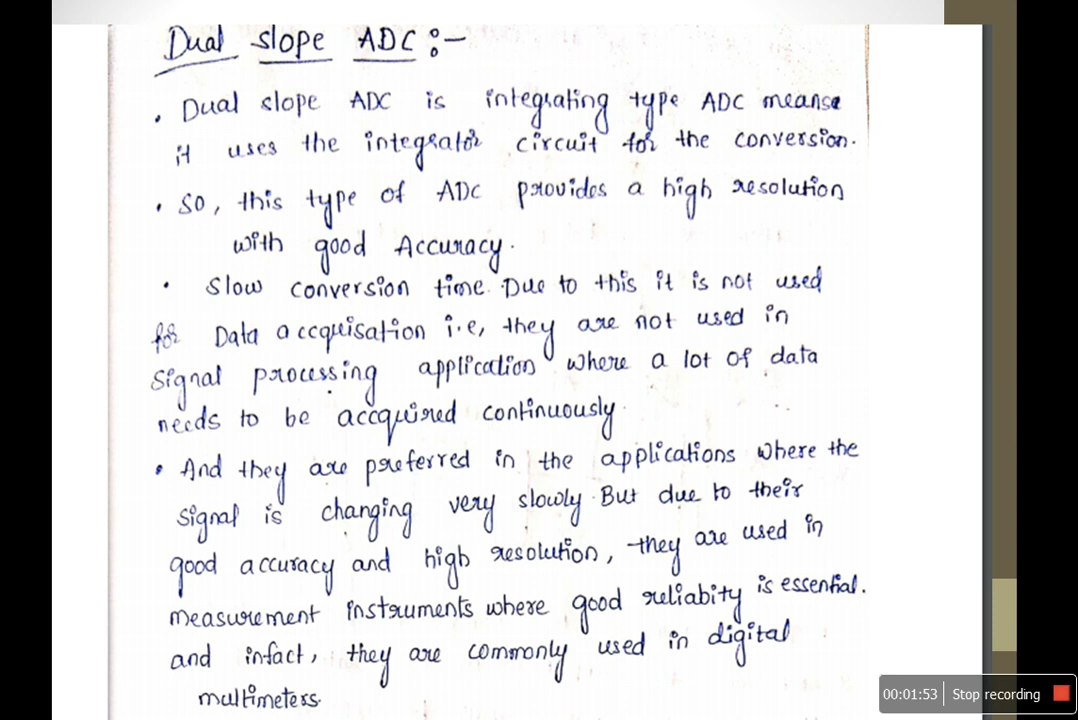 Dual slope ADC :-
. Dual slope ADC is integrating type ADC meanse
it uses the integrator circuit for the conversion.
. So, this type of ADC provides a high resolution
with good Accuracy.
. Slow conversion time. Due to this it is not used
for Data accquisation i.e, they are not used in
signal processing application where a lot of data
needs to be accquired continuously.
. And they are preferred in the applications where the
signal is changing very slowly. But due to their
good accuracy and high resolution, they are used in
measurement instruments where good reliabity is essential.
and infact, they are commonly used in digital
multimeters.
00:01:53 Stop recording